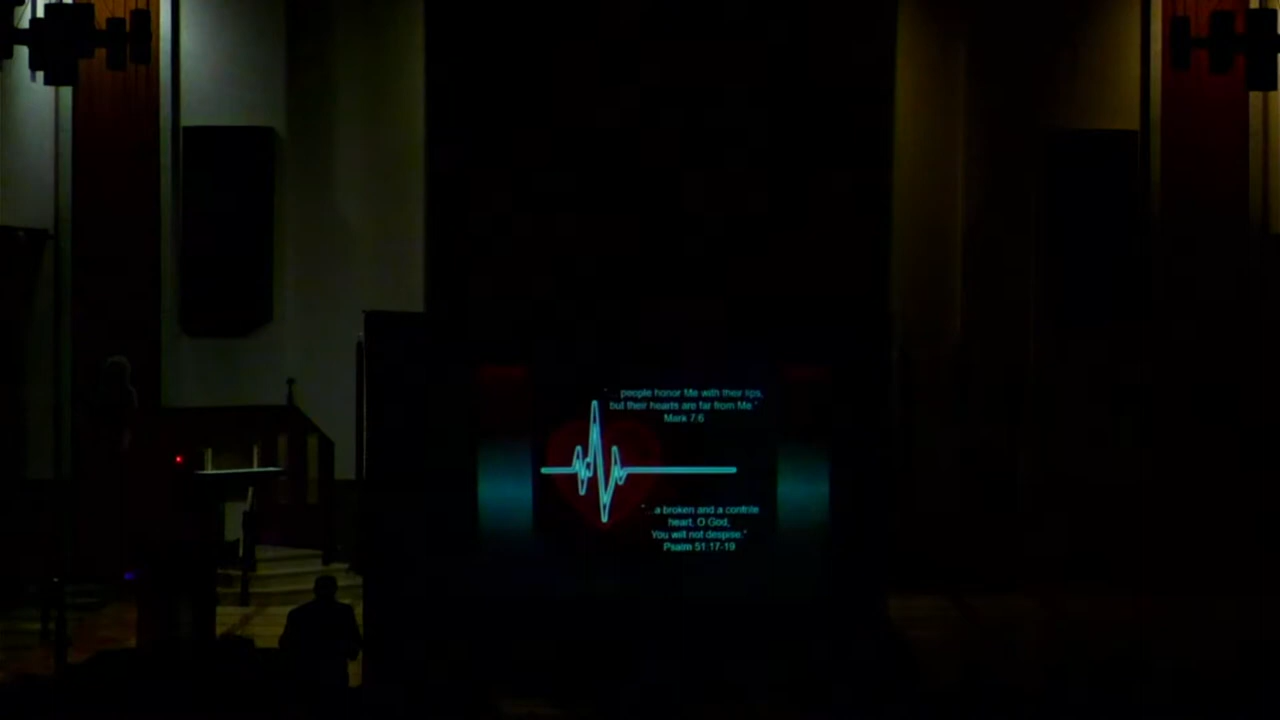 "...people honor Me with their lips,
but their hearts are far from Me."
Mark 7:6
"...a broken and a contrite
heart, O God,
You will not despise."
Psalm 51:17-19